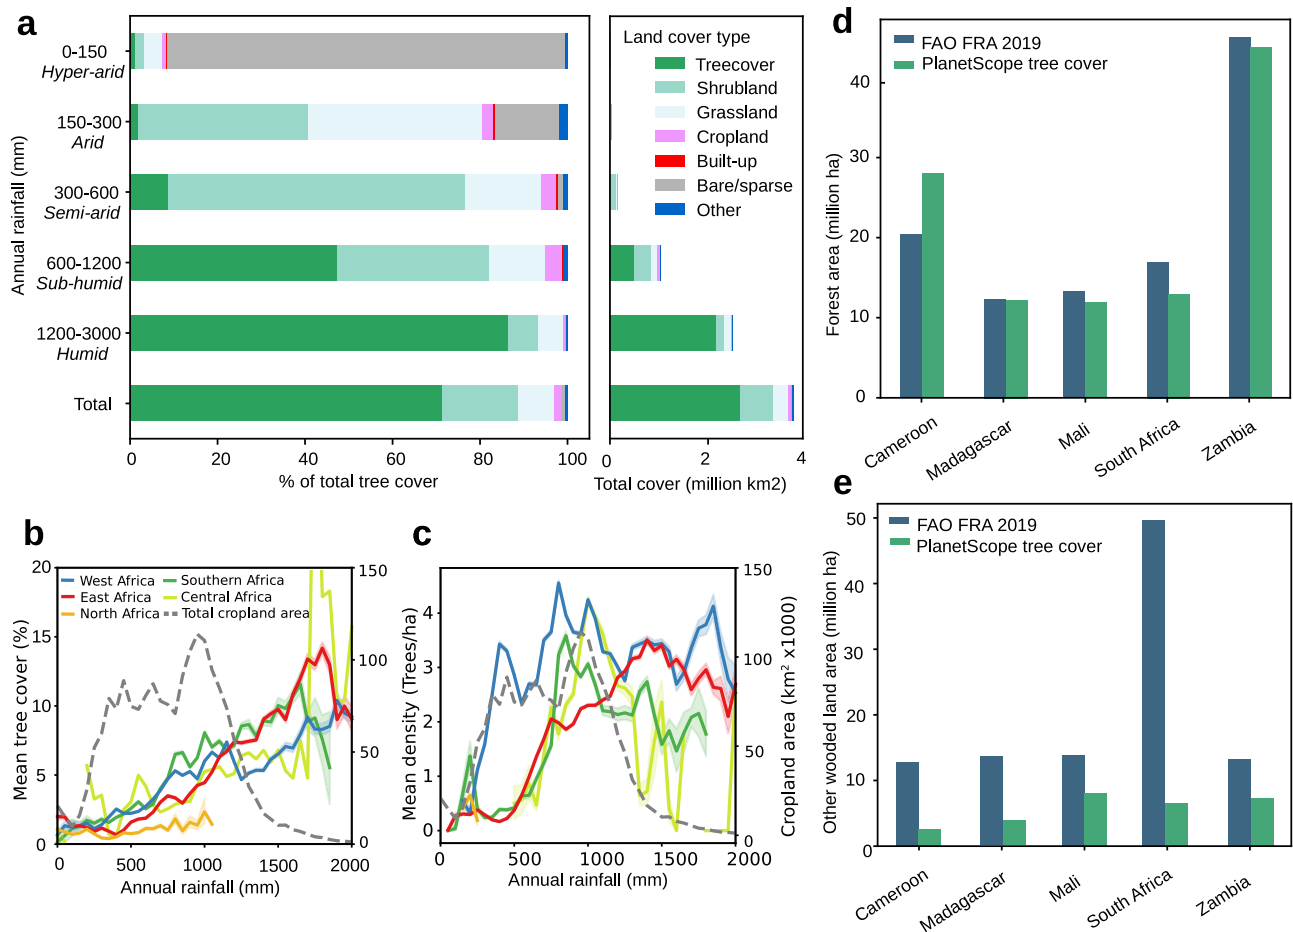 a
Annual rainfall (mm)
0-150
Hyper-arid
150-300
Arid
300-600
Semi-arid
600-1200
Sub-humid
1200-3000
Humid
Total
0
20
40
60
80
100
% of total tree cover
Land cover type
Treecover
Shrubland
Grassland
Cropland
Built-up
Bare/sparse
Other
0
2
4
Total cover (million km2)
b
Mean tree cover (%)
20
15
10
5
0
West Africa
East Africa
North Africa
Southern Africa
Central Africa
Total cropland area
150
100
50
0
0
500
1000
1500
2000
Annual rainfall (mm)
c
Mean density (Trees/ha)
4
3
2
1
0
150
100
50
0
Cropland area (km² x1000)
0
500
1000
1500
2000
Annual rainfall (mm)
d
FAO FRA 2019
PlanetScope tree cover
Forest area (million ha)
40
30
20
10
0
Cameroon
Madagascar
Mali
South Africa
Zambia
e
FAO FRA 2019
PlanetScope tree cover
Other wooded land area (million ha)
50
40
30
20
10
0
Cameroon
Madagascar
Mali
South Africa
Zambia